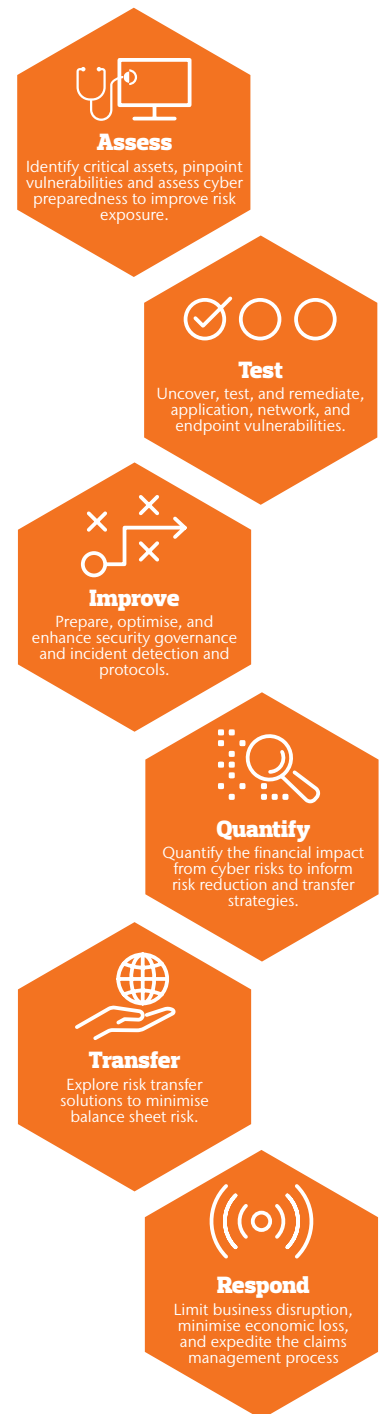 Assess
Identify critical assets, pinpoint
vulnerabilities and assess cyber
preparedness to improve risk
exposure.
Test
Uncover, test, and remediate,
application, network, and
endpoint vulnerabilities.
Improve
Prepare, optimise, and
enhance security governance
and incident detection and
protocols.
Quantify
Quantify the financial impact
from cyber risks to inform
risk reduction and transfer
strategies.
Transfer
Explore risk transfer
solutions to minimise
balance sheet risk.
Respond
Limit business disruption,
minimise economic loss,
and expedite the claims
management process